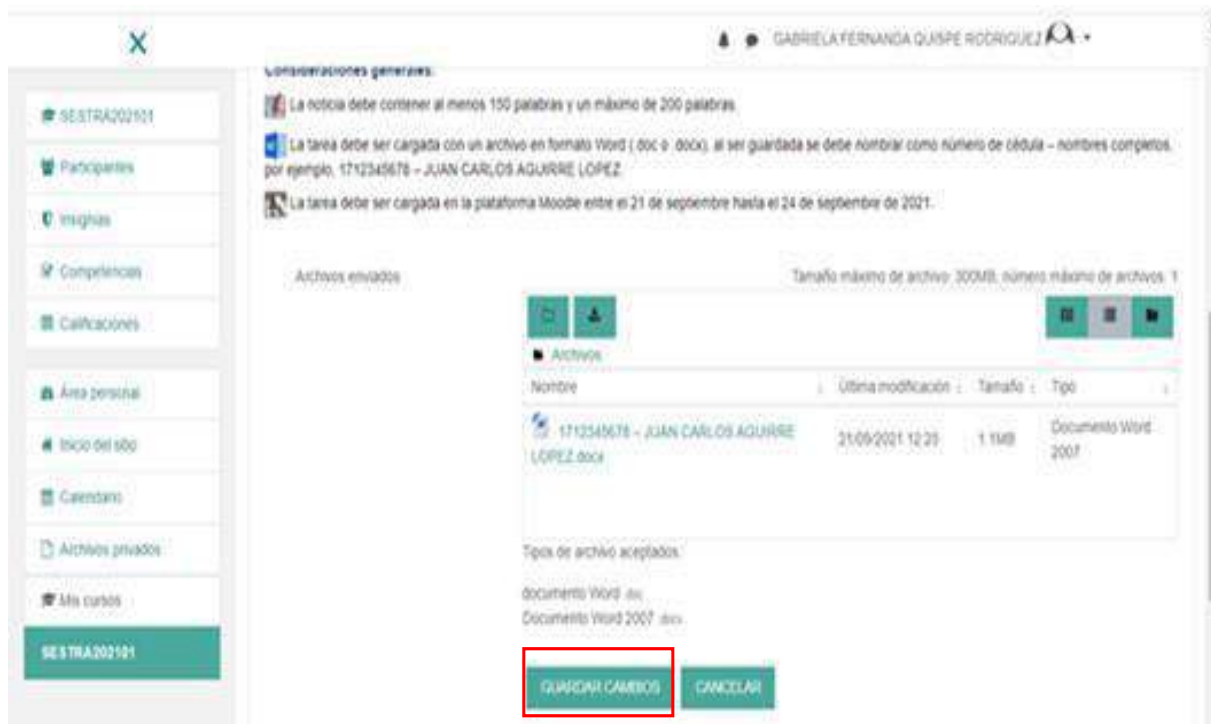 X
GABRIELA FERNANDA QUISPE RODRIGUEZ
Consideraciones generales:
La noticia debe contener al menos 150 palabras y un máximo de 200 palabras.
La tarea debe ser cargada con un archivo en formato Word ( doc o docx), al ser guardada se debe nombrar como número de cédula – nombres completos,
por ejemplo, 1712345678 – JUAN CARLOS AGUIRRE LOPEZ
La tarea debe ser cargada en la plataforma Moodle entre el 21 de septiembre hasta el 24 de septiembre de 2021.
SESTRA202101
Participantes
Insignias
Competencias
Calificaciones
Área personal
Inicio del sitio
Calendario
Archivos privados
Mis cursos
SESTRA202101
Archivos enviados
Tamaño máximo de archivo: 300MB, número máximo de archivos: 1
Archivos
Nombre Última modificación Tamaño Tipo
1712345678 – JUAN CARLOS AGUIRRE LOPEZ.docx
21/09/2021 12:23 1.1MB Documento Word 2007
Tipos de archivo aceptados:
documento Word .doc
Documento Word 2007 .docx
GUARDAR CAMBIOS CANCELAR